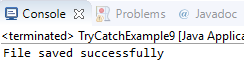 Console Problems @ Javadoc
<terminated> TryCatchExample9 [Java Applica
File saved successfully